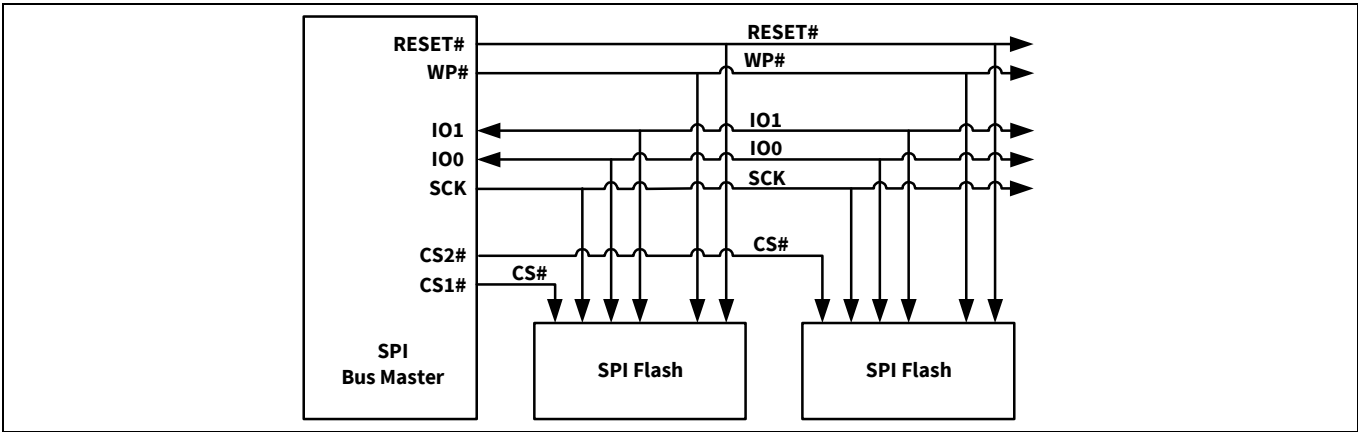 RESET# RESET#
WP# WP#
IO1 IO1
IO0 IO0
SCK SCK
CS2# CS#
CS1# CS#
SPI
Bus Master
SPI Flash SPI Flash